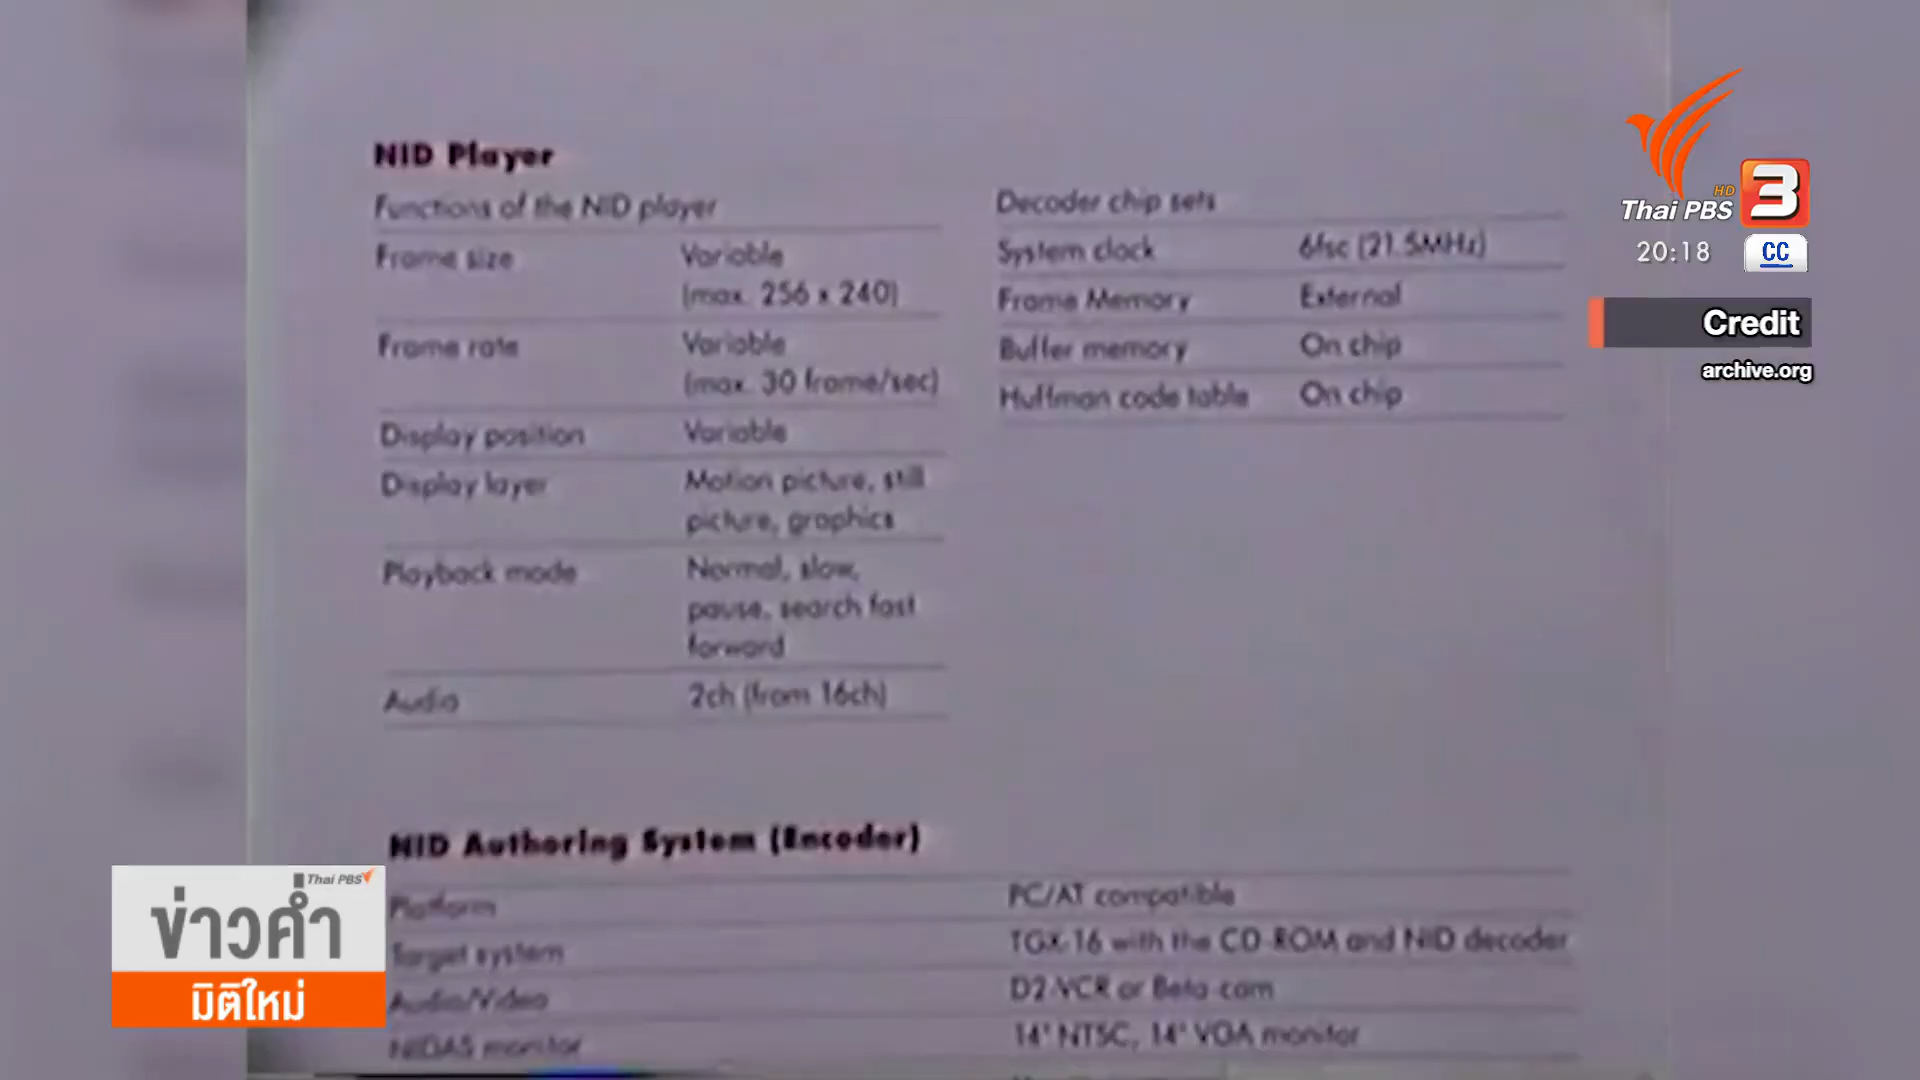 NID Player
Functions of the NID player
Frame size Variable
(max. 256 x 240)
Frame rate Variable
(max. 30 frame/sec)
Display position Variable
Display layer Motion picture, still
picture, graphics
Playback mode Normal, slow,
pause, search fast
forward
Audio 2ch (from 16ch)
Decoder chip sets
System clock 6fsc (21.5MHz)
Frame Memory External
Buffer memory On chip
Huffman code table On chip
NID Authoring System (Encoder)
Platform PC/AT compatible
Target system TGX-16 with the CD-ROM and NID decoder
Audio/Video D2-VCR or Beta-cam
NIDAS monitor 14" NTSC, 14" VGA monitor
Thai PBS HD 3
20:18 CC
Credit
archive.org
Thai PBS
ข่าวค่ำ
มิติใหม่